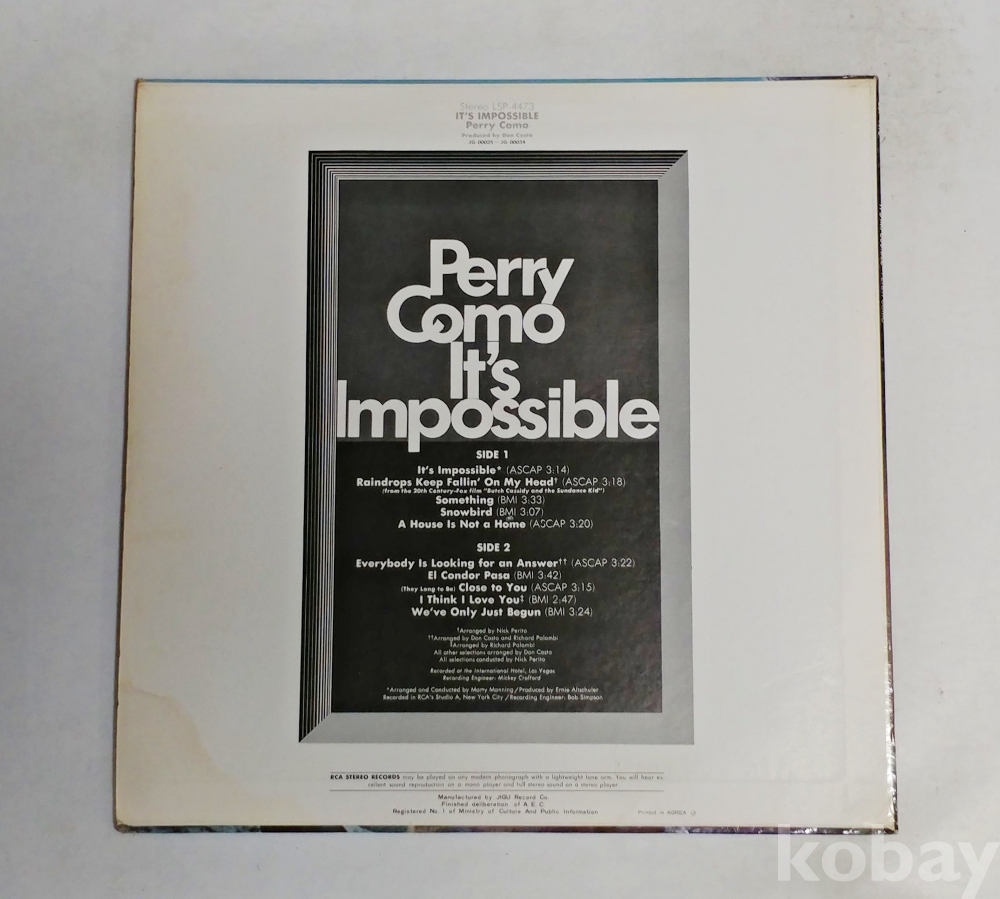 Stereo LSP-4473
IT'S IMPOSSIBLE
Perry Como
Produced by Don Costa
Perry
Como
It's
Impossible
SIDE 1
It's Impossible* (ASCAP 3:14)
Raindrops Keep Fallin' On My Head† (ASCAP 3:18)
(from the 20th Century-Fox film "Butch Cassidy and the Sundance Kid")
Something (BMI 3:33)
Snowbird (BMI 3:07)
A House Is Not a Home (ASCAP 3:20)
SIDE 2
Everybody Is Looking for an Answer†† (ASCAP 3:22)
El Condor Pasa (BMI 3:42)
(They Long to Be) Close to You (ASCAP 3:15)
I Think I Love You‡ (BMI 2:47)
We've Only Just Begun (BMI 3:24)
†Arranged by Nick Perito
††Arranged by Don Costa and Richard Palombi
‡Arranged by Richard Palombi
All other selections arranged by Don Costa
All selections conducted by Nick Perito
Recorded at the International Hotel, Las Vegas
Recording Engineer: Mickey Crofford
*Arranged and Conducted by Marty Manning / Produced by Ernie Altschuler
Recorded in RCA's Studio A, New York City / Recording Engineer: Bob Simpson
RCA STEREO RECORDS may be played on any modern phonograph with a lightweight tone arm. You will hear ex-
cellent sound reproduction on a mono player and full stereo sound on a stereo player.
Manufactured by JIGU Record Co.
Finished deliberation of A. E. C
Registered No. 1 of Ministry of Culture And Public Information
Printed in KOREA
kobay